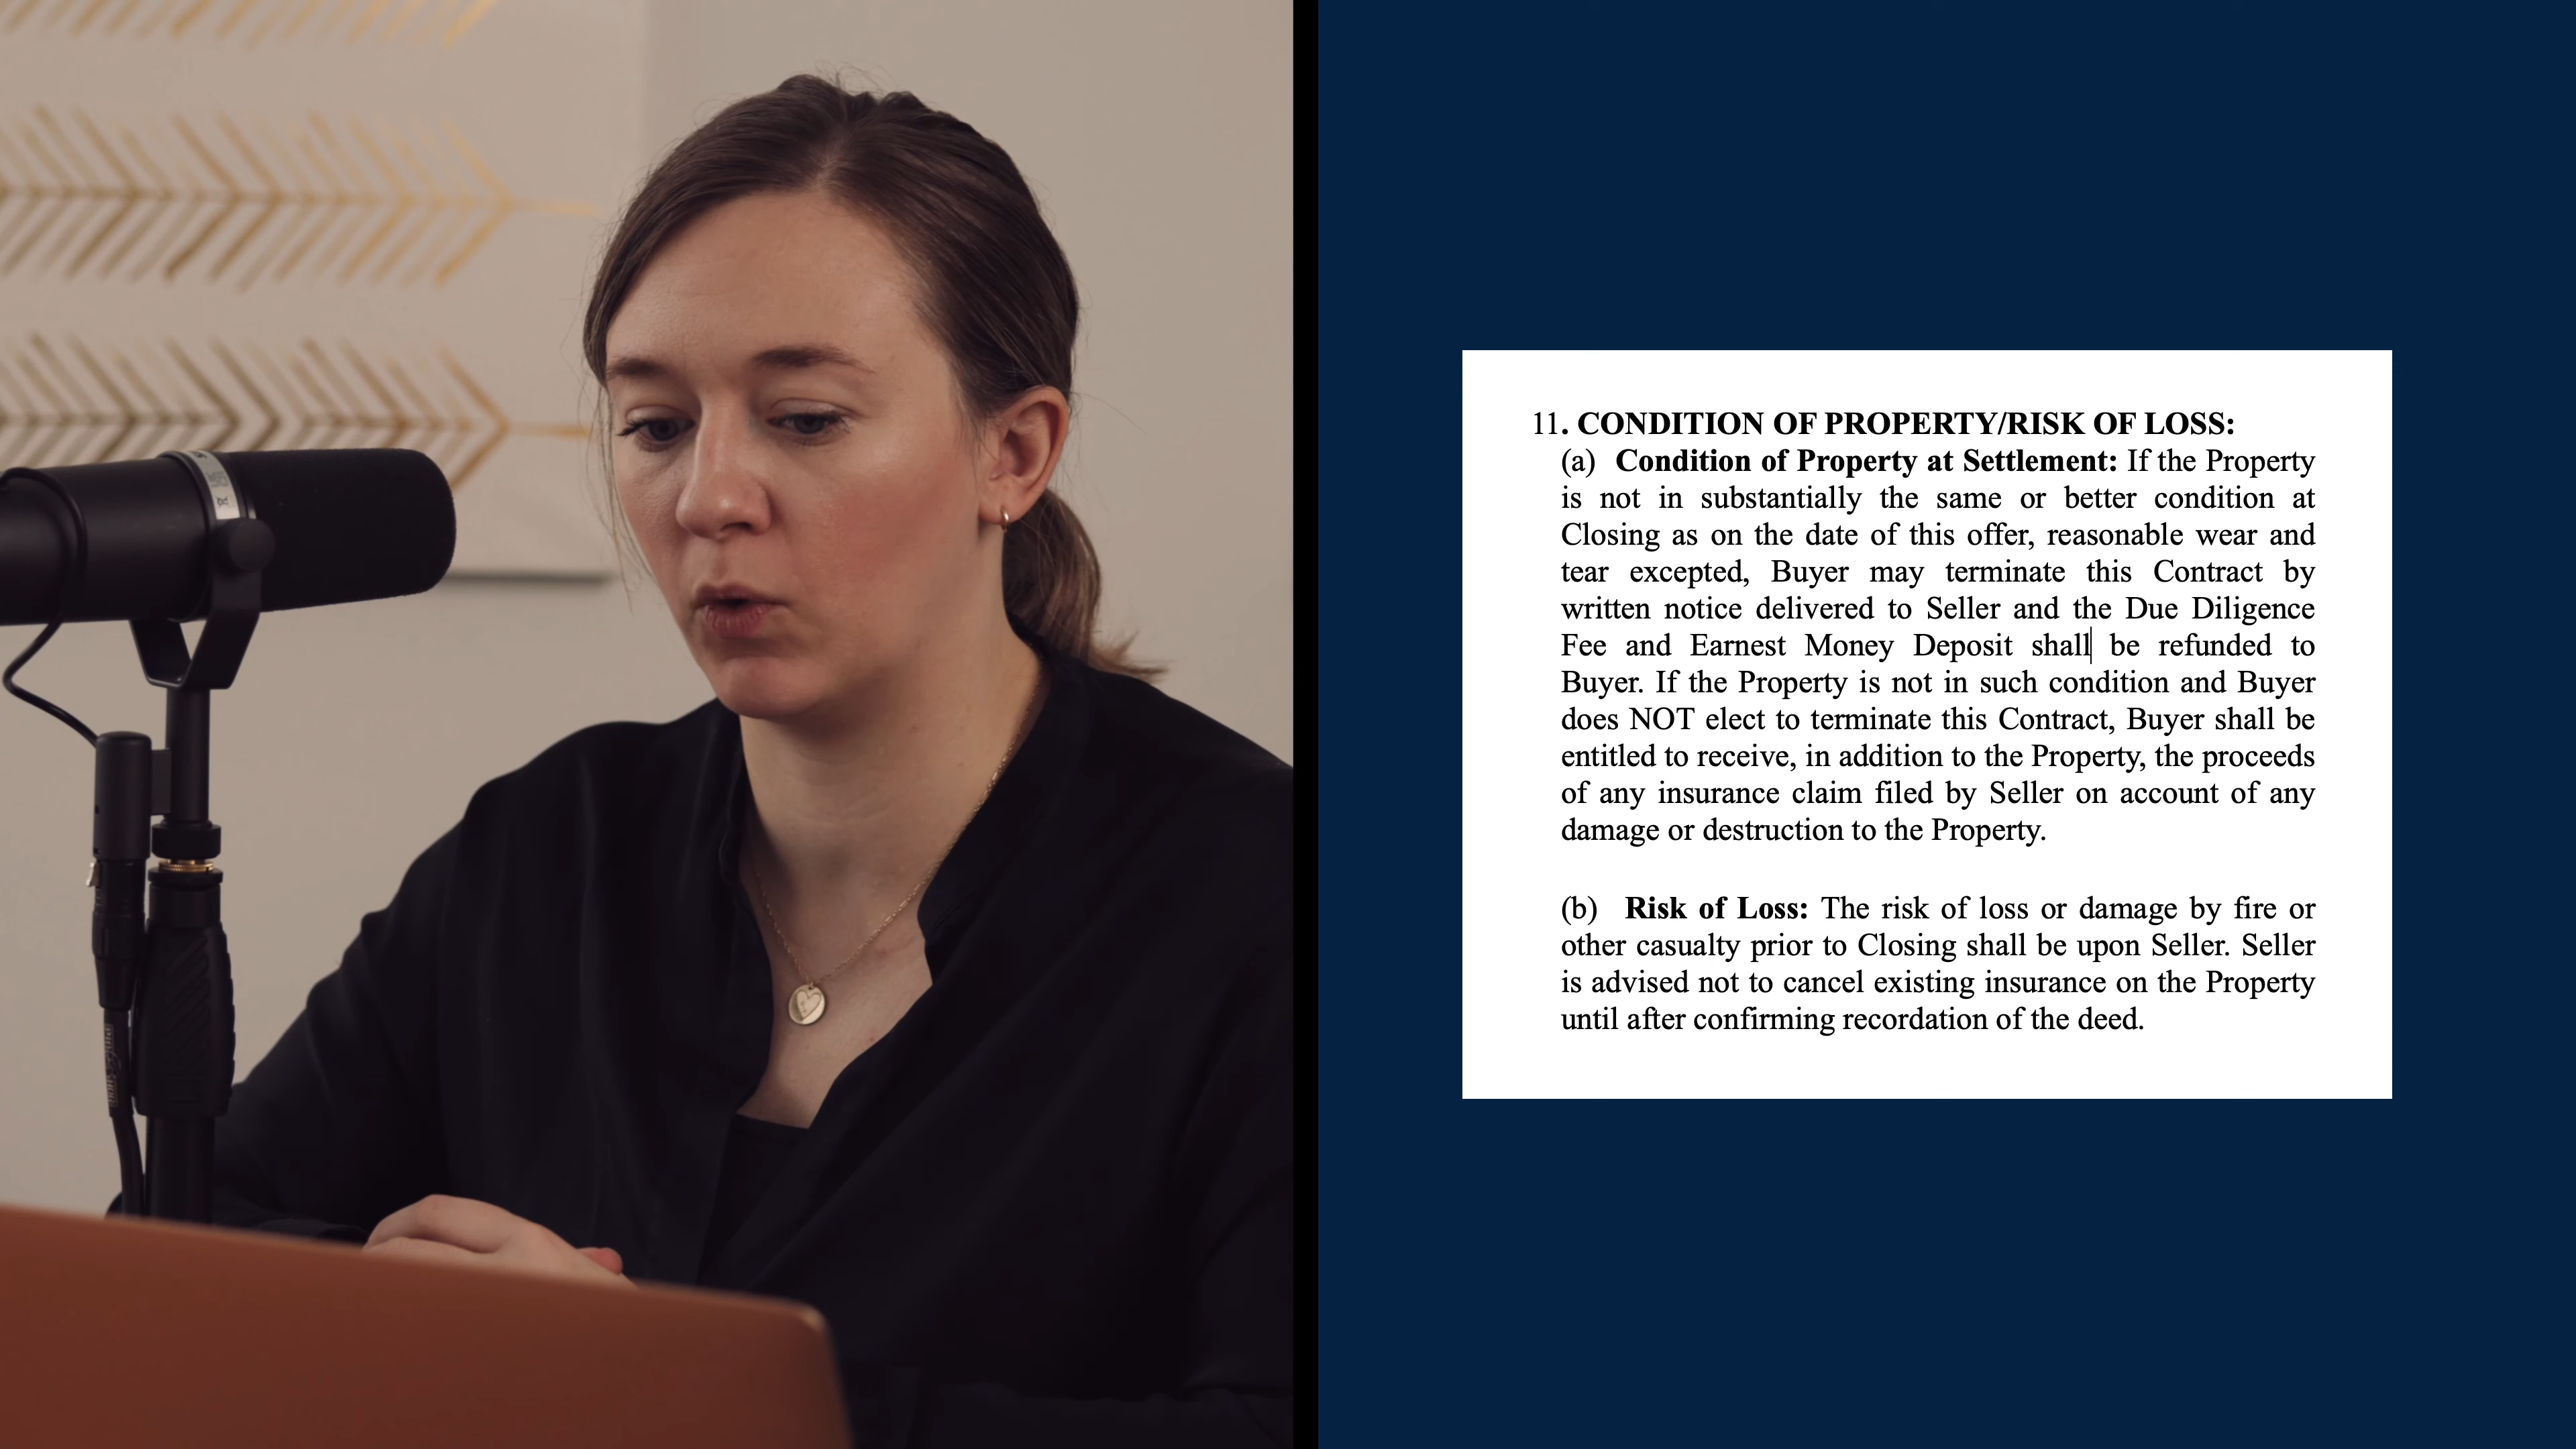 11. CONDITION OF PROPERTY/RISK OF LOSS:
(a) Condition of Property at Settlement: If the Property
is not in substantially the same or better condition at
Closing as on the date of this offer, reasonable wear and
tear excepted, Buyer may terminate this Contract by
written notice delivered to Seller and the Due Diligence
Fee and Earnest Money Deposit shall be refunded to
Buyer. If the Property is not in such condition and Buyer
does NOT elect to terminate this Contract, Buyer shall be
entitled to receive, in addition to the Property, the proceeds
of any insurance claim filed by Seller on account of any
damage or destruction to the Property.
(b) Risk of Loss: The risk of loss or damage by fire or
other casualty prior to Closing shall be upon Seller. Seller
is advised not to cancel existing insurance on the Property
until after confirming recordation of the deed.